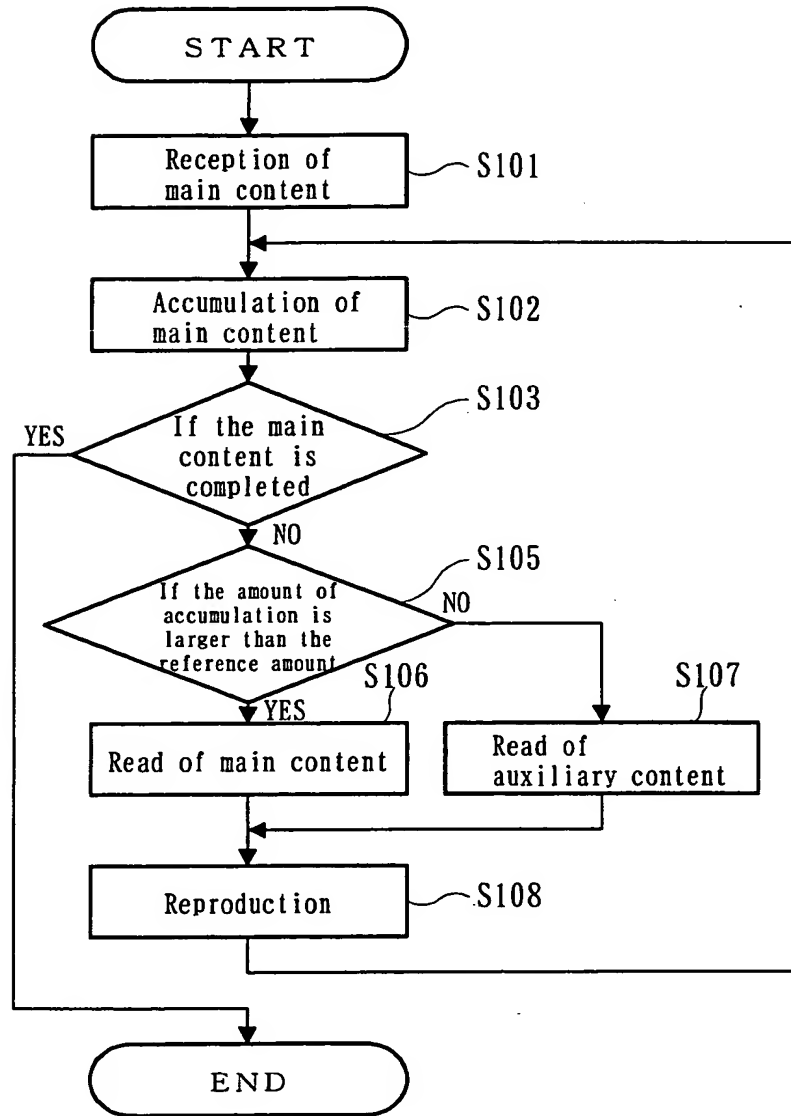 START
Reception of
main content
S101
Accumulation of
main content
S102
S103
YES
If the main
content is
completed
NO
S105
If the amount of
accumulation is
larger than the
reference amount
NO
S106
S107
YES
Read of main content
Read of
auxiliary content
Reproduction
S108
END